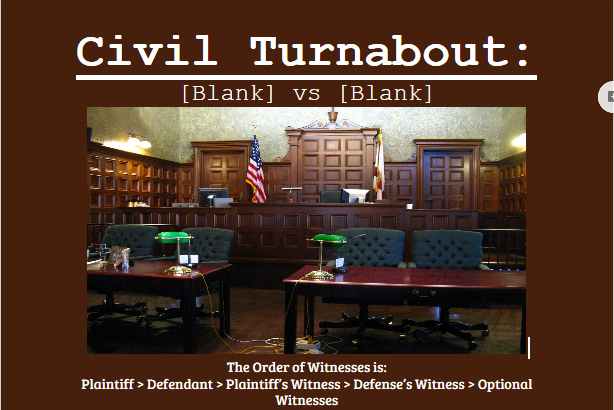 Civil Turnabout:
[Blank] vs [Blank]
The Order of Witnesses is:
Plaintiff > Defendant > Plaintiff's Witness > Defense's Witness > Optional
Witnesses